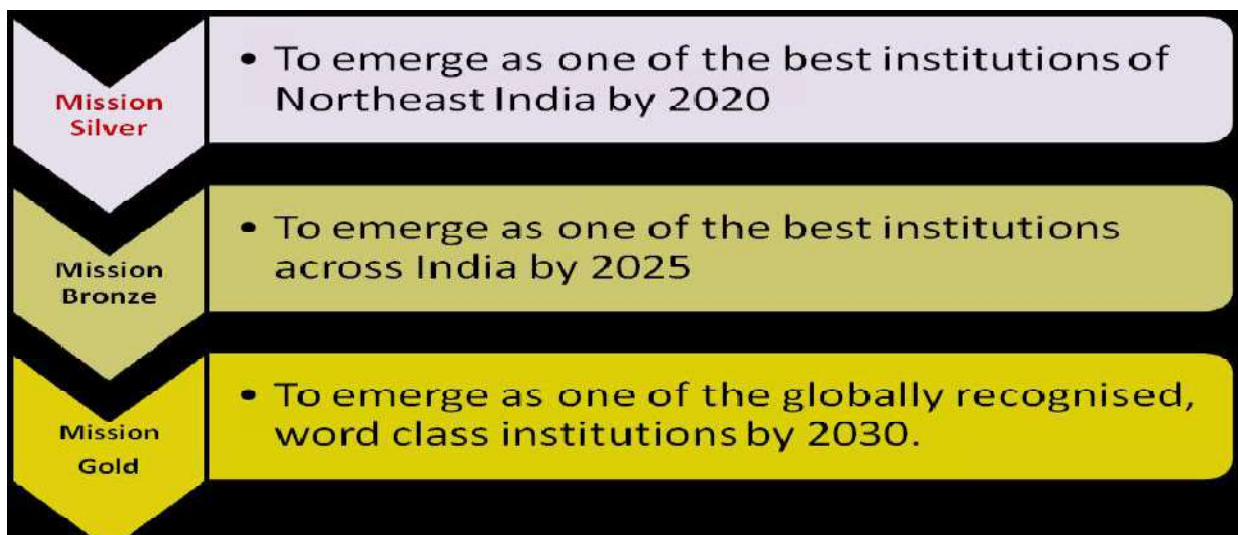 Mission
Silver
• To emerge as one of the best institutions of
Northeast India by 2020
Mission
Bronze
• To emerge as one of the best institutions
across India by 2025
Mission
Gold
• To emerge as one of the globally recognised,
word class institutions by 2030.